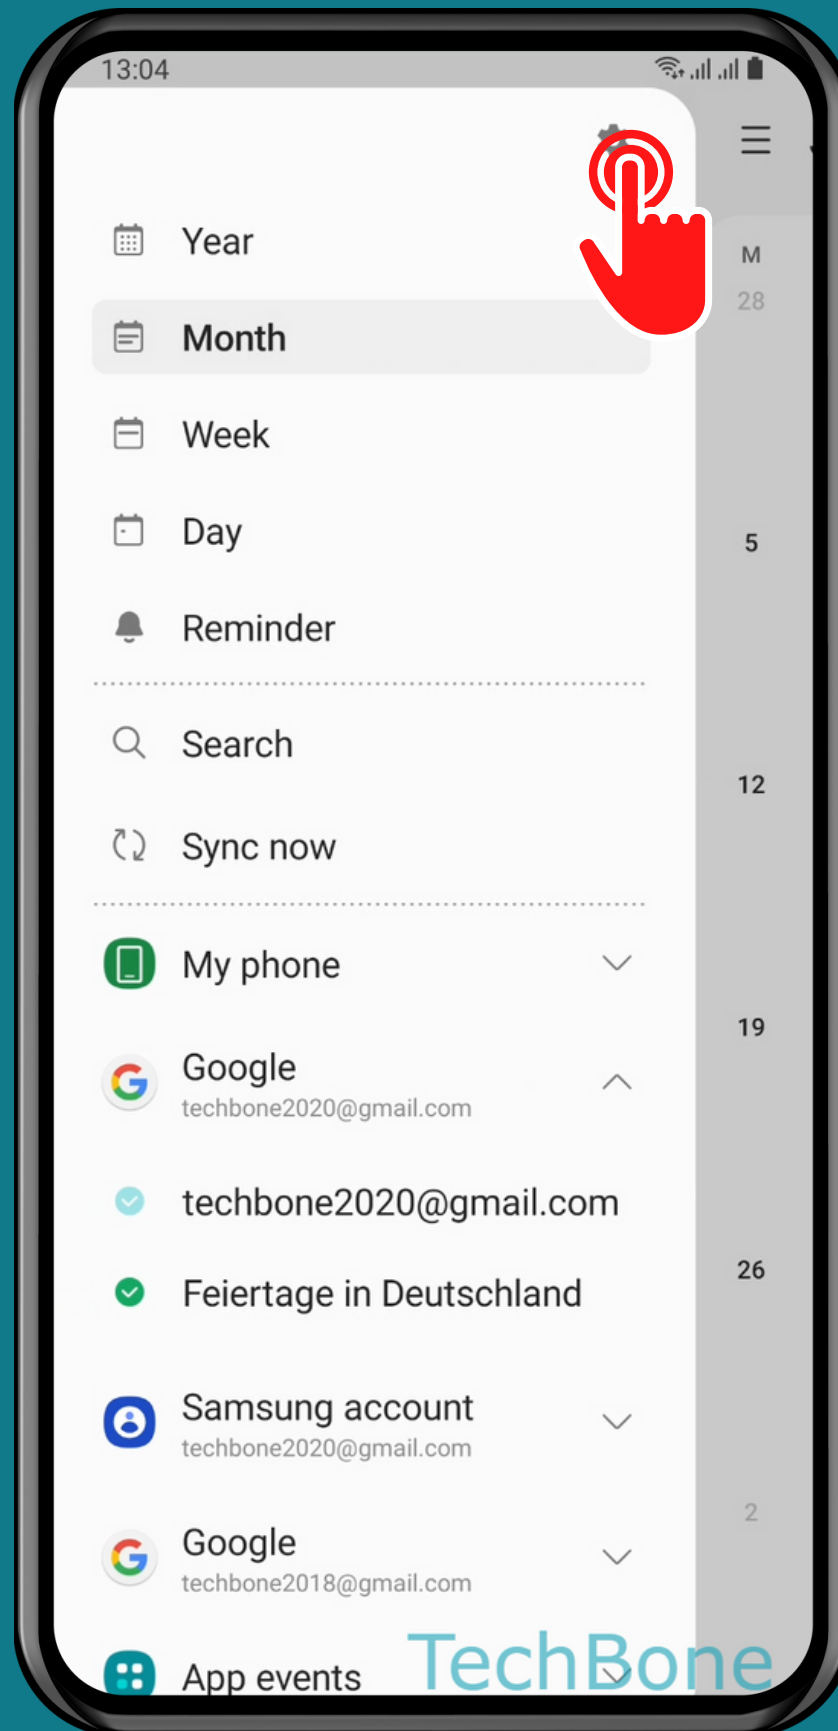 13:04
Year
Month
Week
Day
Reminder
Search
Sync now
My phone
Google
techbone2020@gmail.com
techbone2020@gmail.com
Feiertage in Deutschland
Samsung account
techbone2020@gmail.com
Google
techbone2018@gmail.com
App events
M
28
5
12
19
26
2
TechBone